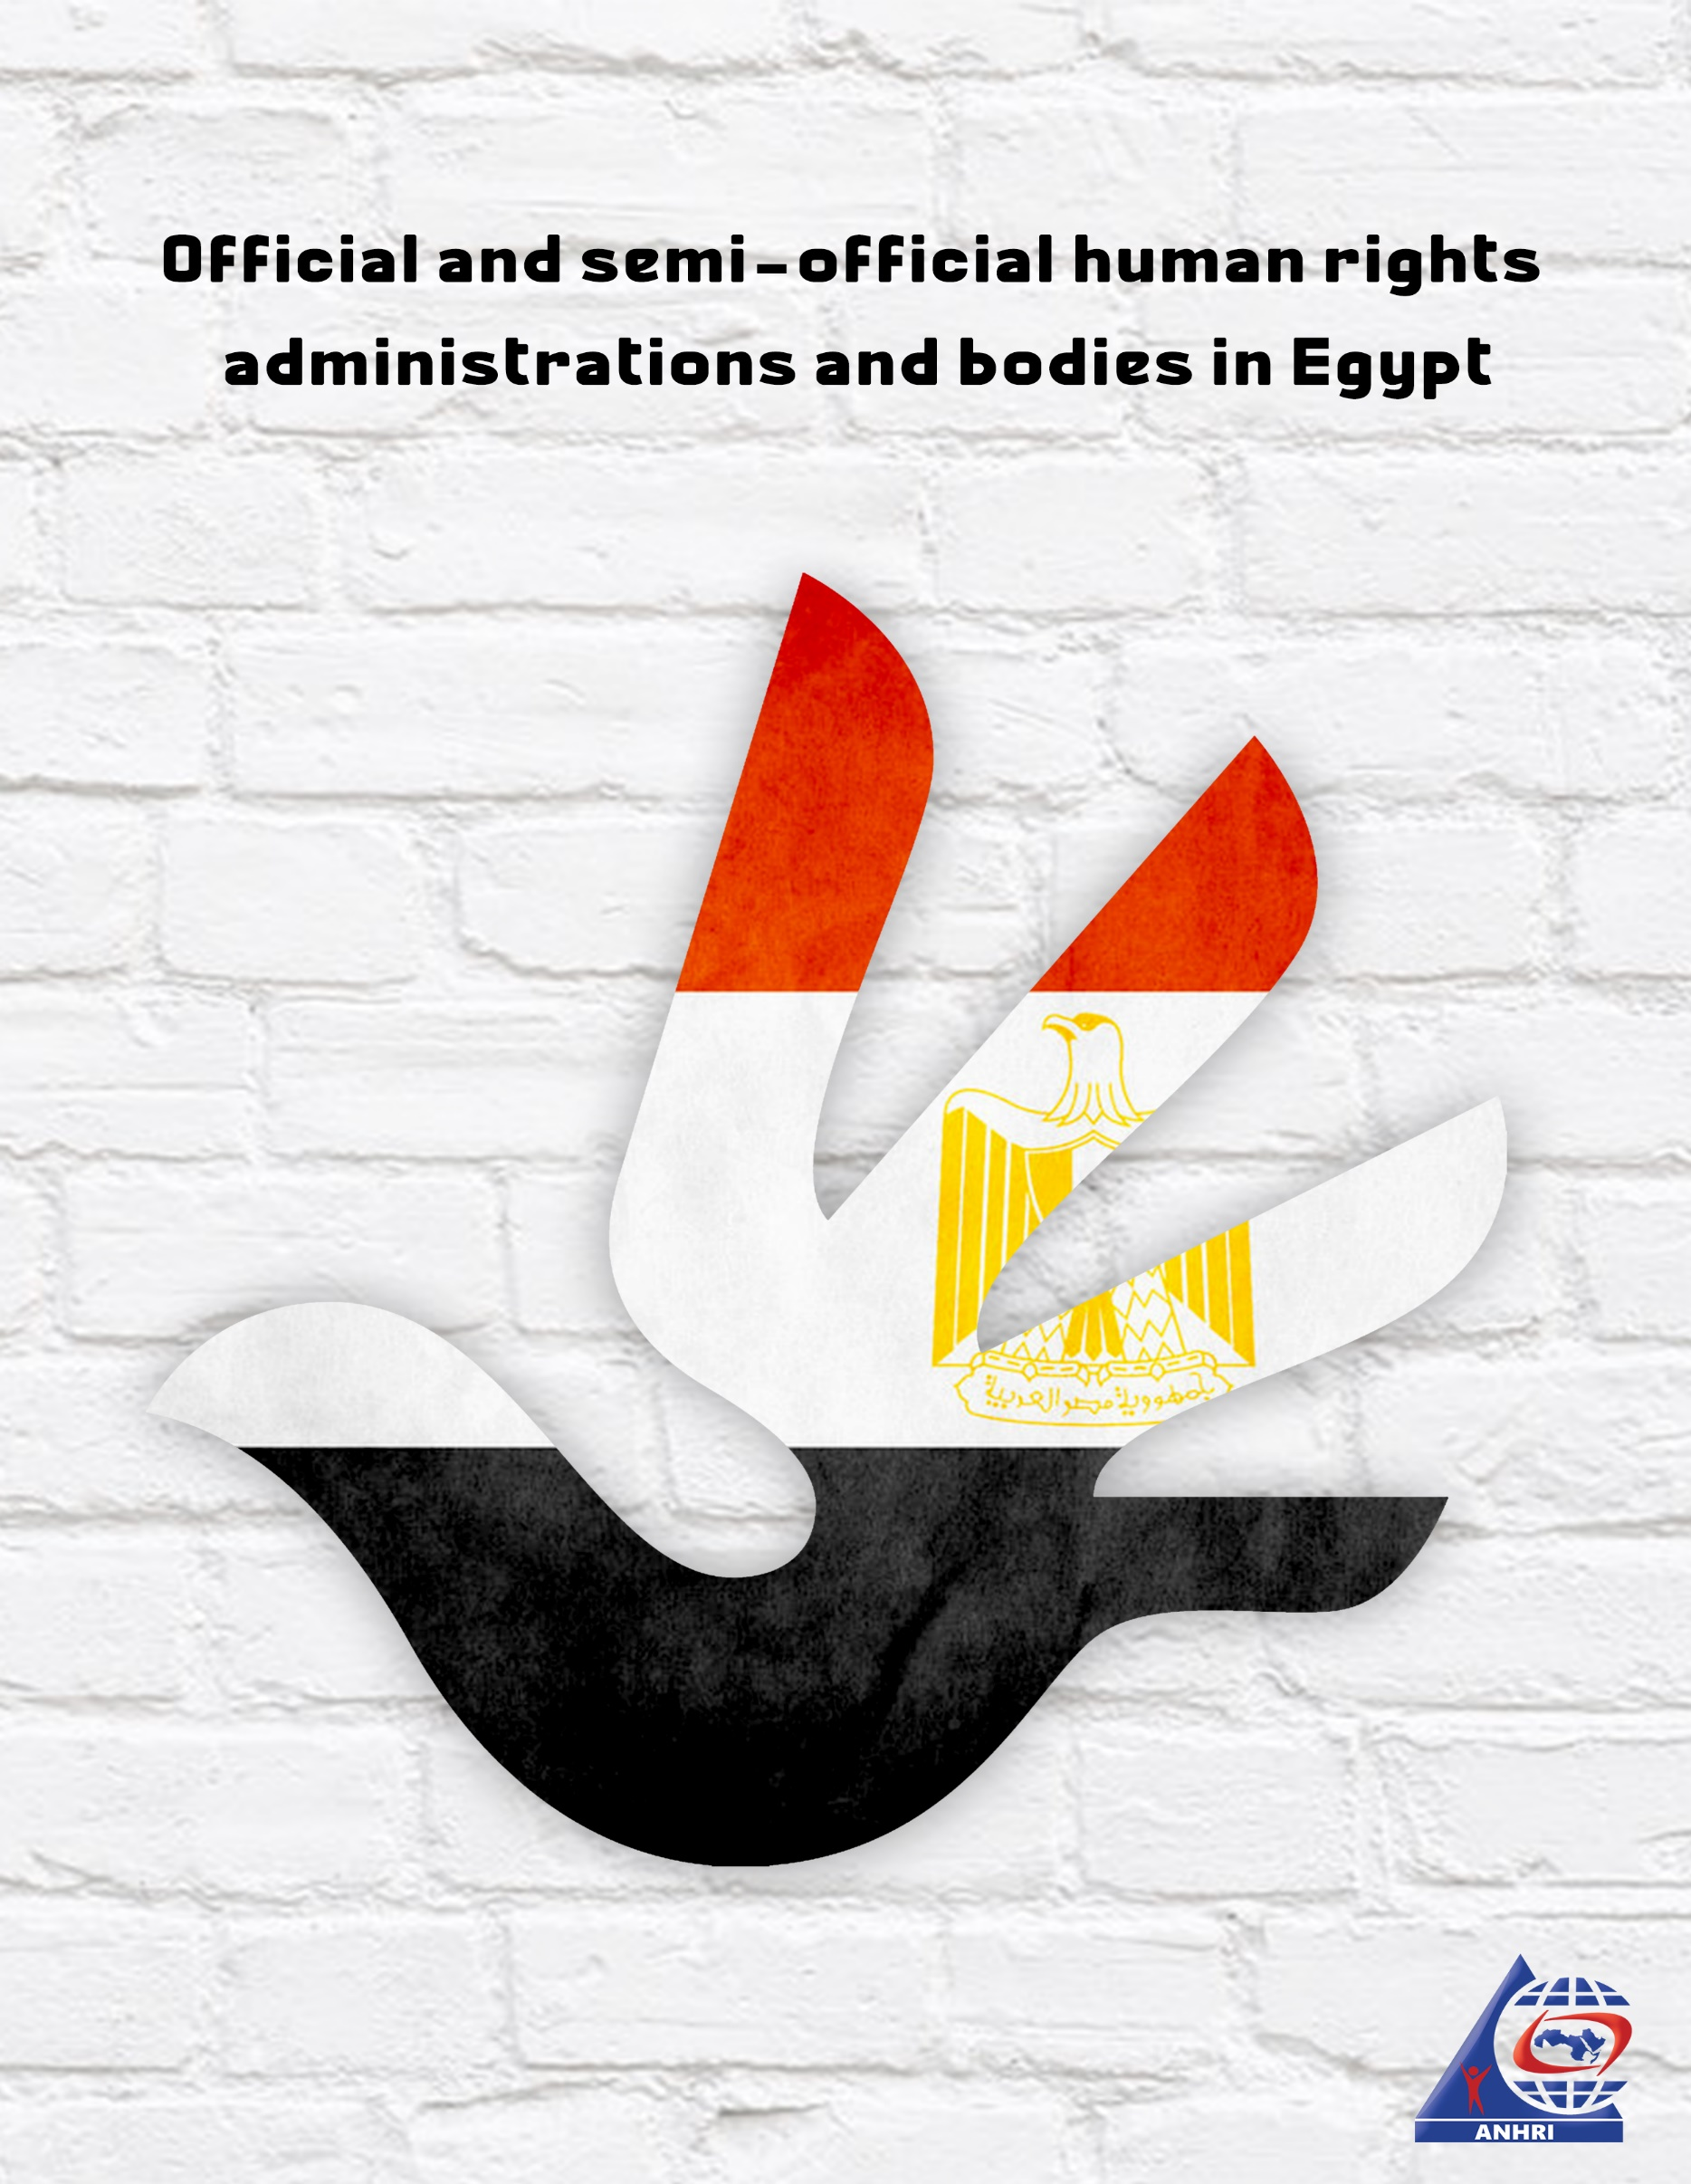 Official and semi-official human rights
administrations and bodies in Egypt
جمهورية مصر العربية
ANHRI